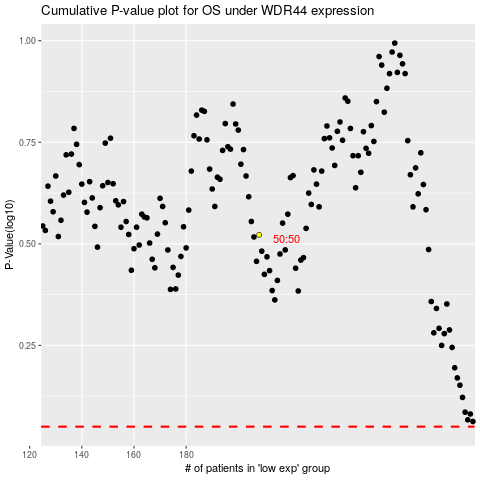 Cumulative P-value plot for OS under WDR44 expression
P-Value(log10)
1.00
0.75
0.50
0.25
50:50
120 140 160 180
# of patients in 'low exp' group